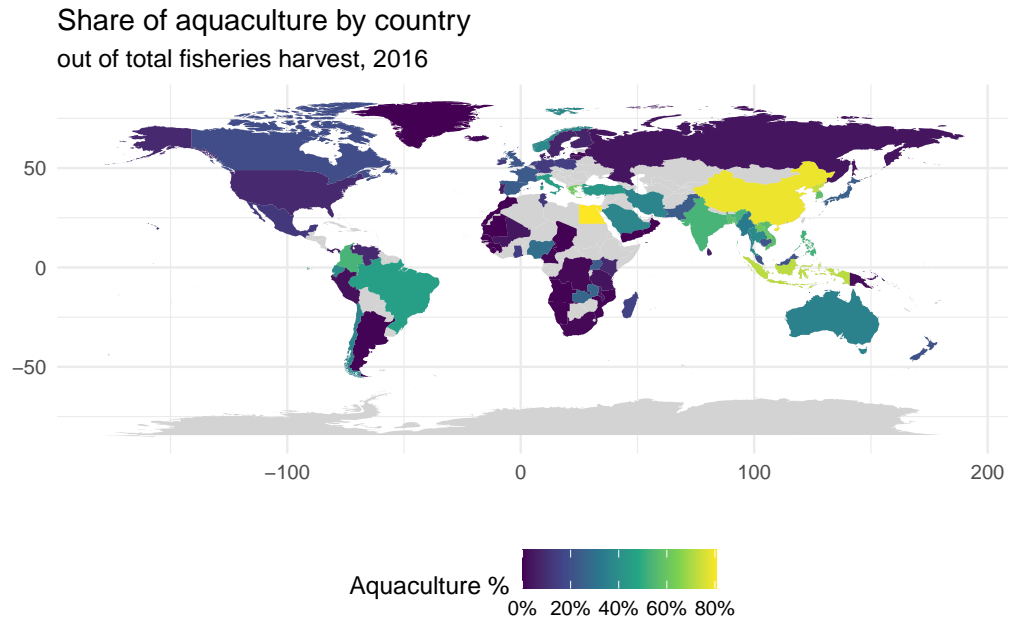 Share of aquaculture by country
out of total fisheries harvest, 2016
50
0
−50
−100 0 100 200
Aquaculture %
0% 20% 40% 60% 80%